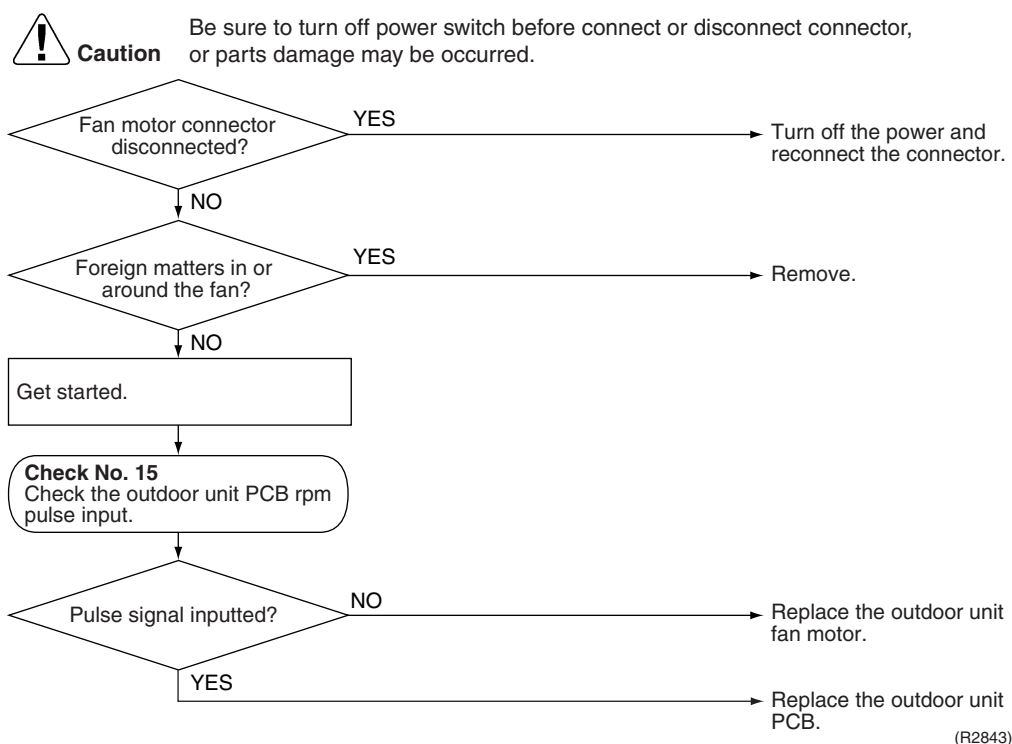 Be sure to turn off power switch before connect or disconnect connector,
Caution or parts damage may be occurred.
Fan motor connector
disconnected?
YES
Turn off the power and
reconnect the connector.
NO
Foreign matters in or
around the fan?
YES
Remove.
NO
Get started.
Check No. 15
Check the outdoor unit PCB rpm
pulse input.
Pulse signal inputted?
NO
Replace the outdoor unit
fan motor.
YES
Replace the outdoor unit
PCB.
(R2843)